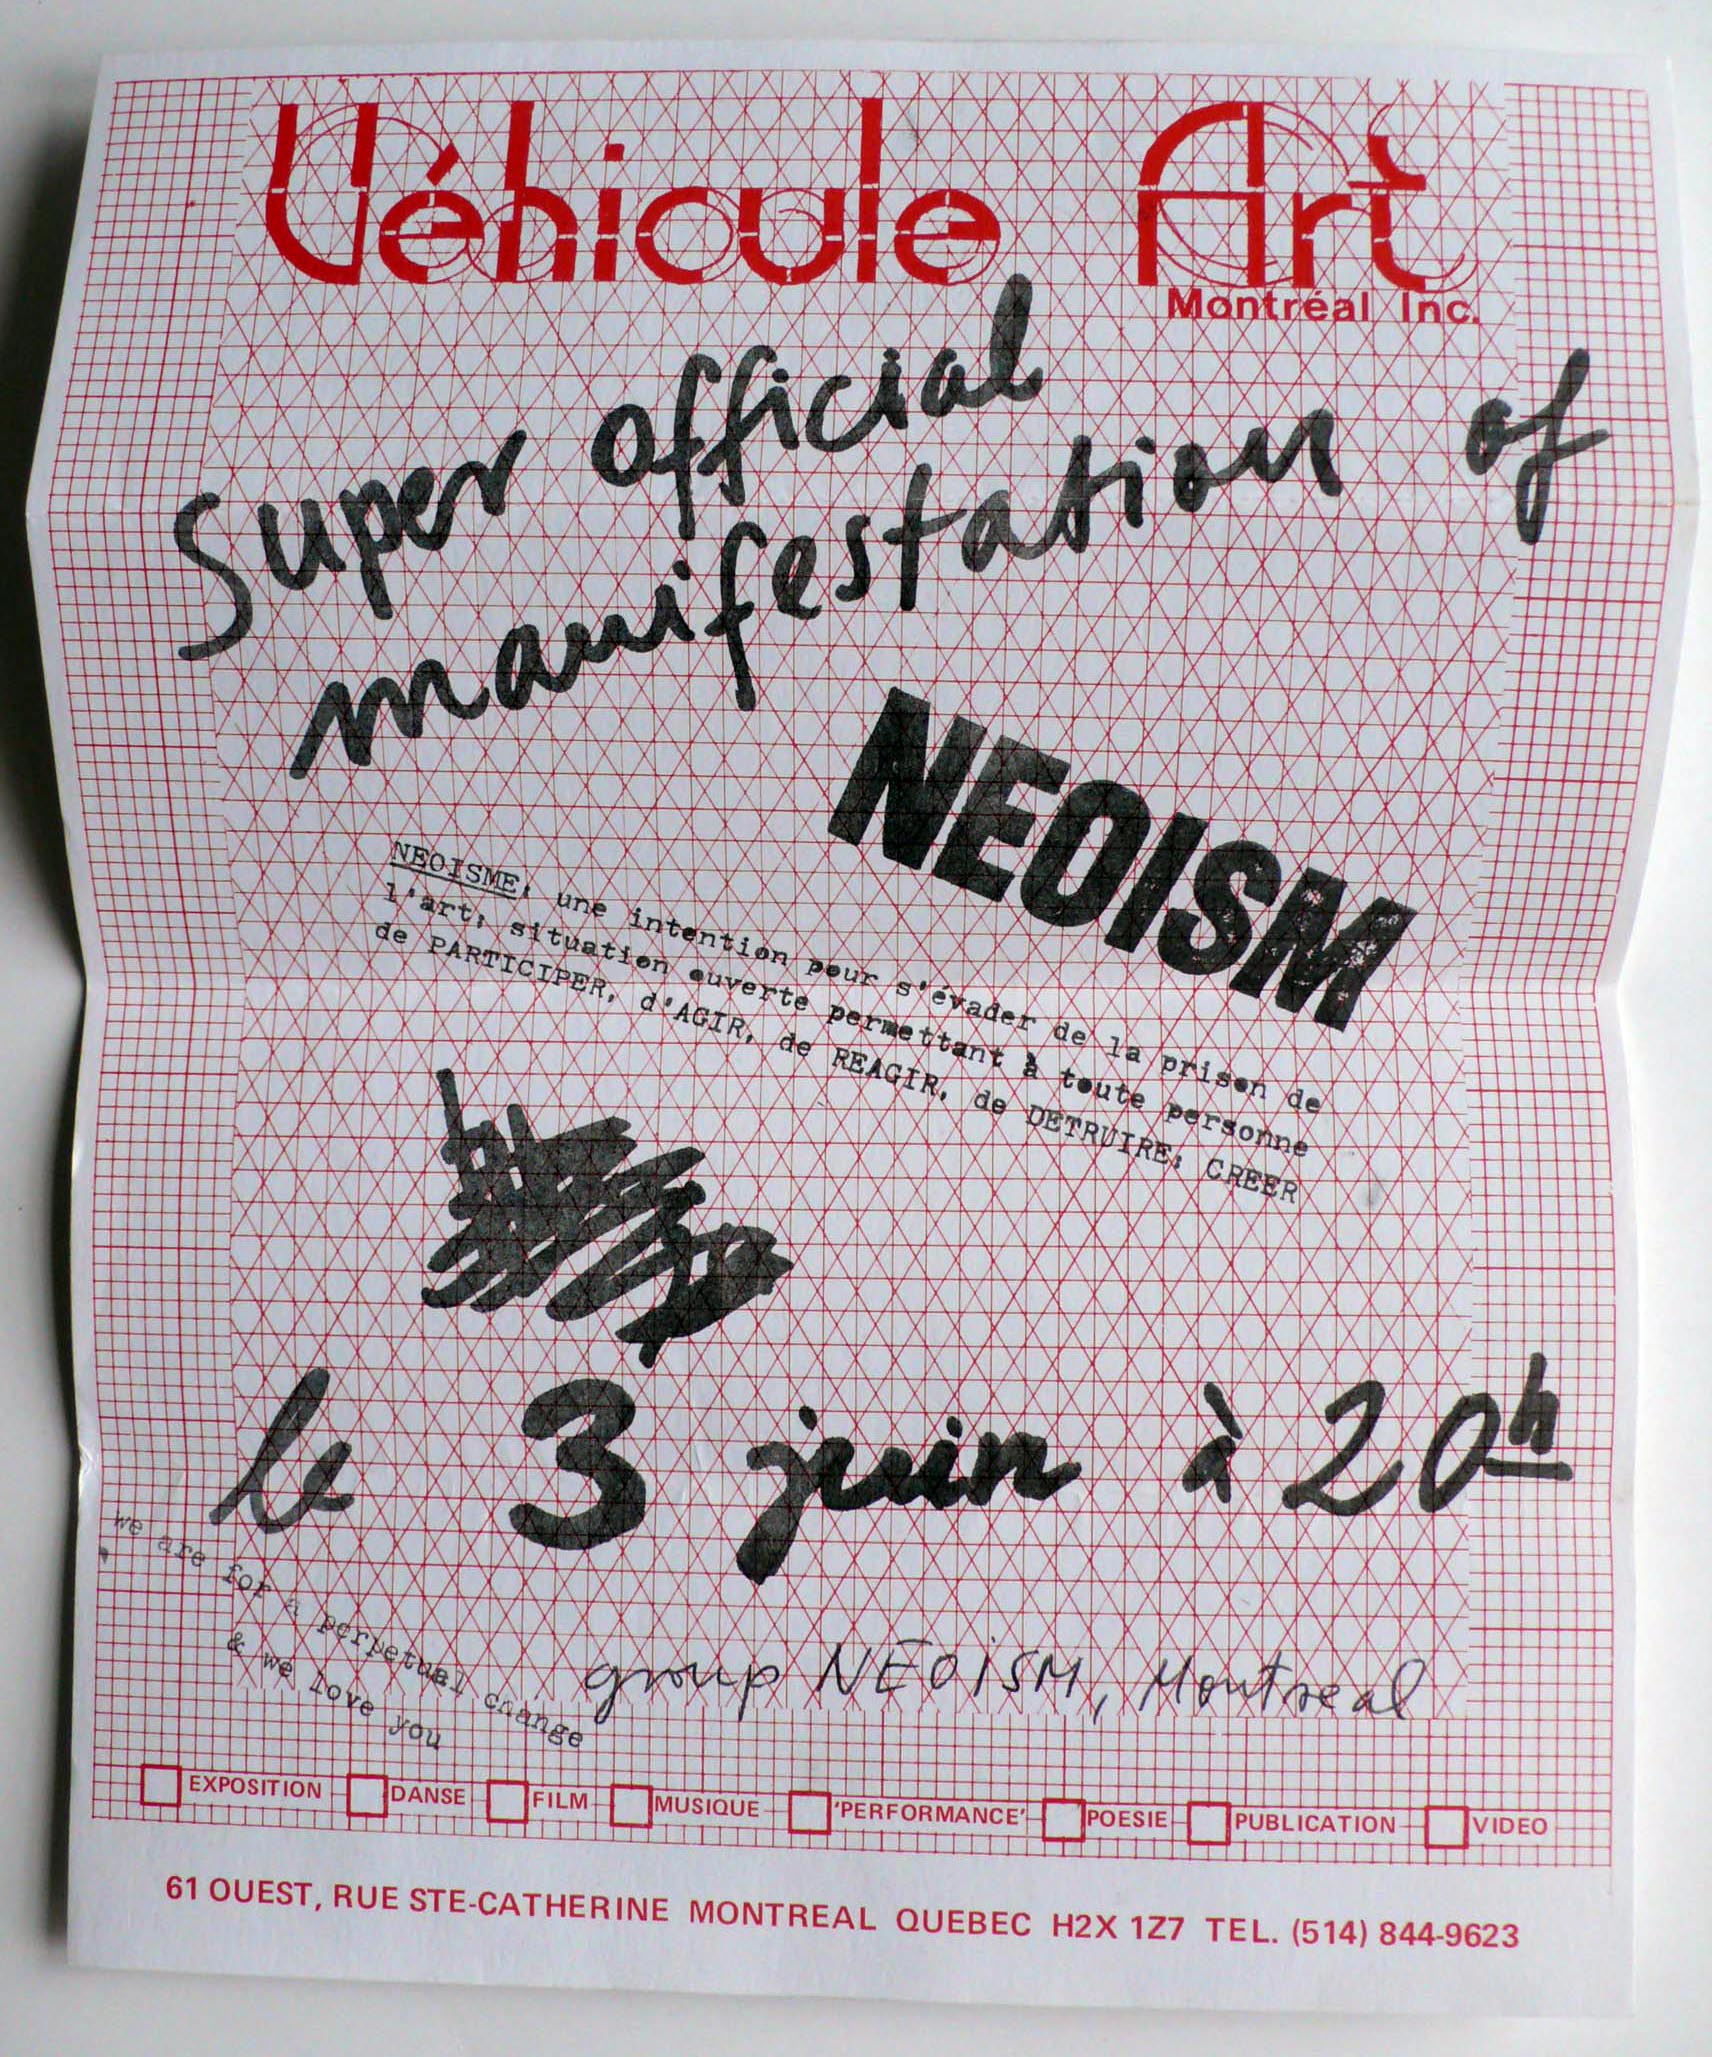 Véhicule Art
Montréal Inc.
Super official
manifestation of
NEOISM
NEOISME, une intention pour s'évader de la prison de
l'art; situation ouverte permettant à toute personne
de PARTICIPER, d'AGIR, de REAGIR, de DETRUIRE; CREER
le 3 juin à 20h
we are for a perpetual change
& we love you
group NEOISM, Montreal
EXPOSITION DANSE FILM MUSIQUE 'PERFORMANCE' POESIE PUBLICATION VIDEO
61 OUEST, RUE STE-CATHERINE MONTREAL QUEBEC H2X 1Z7 TEL. (514) 844-9623